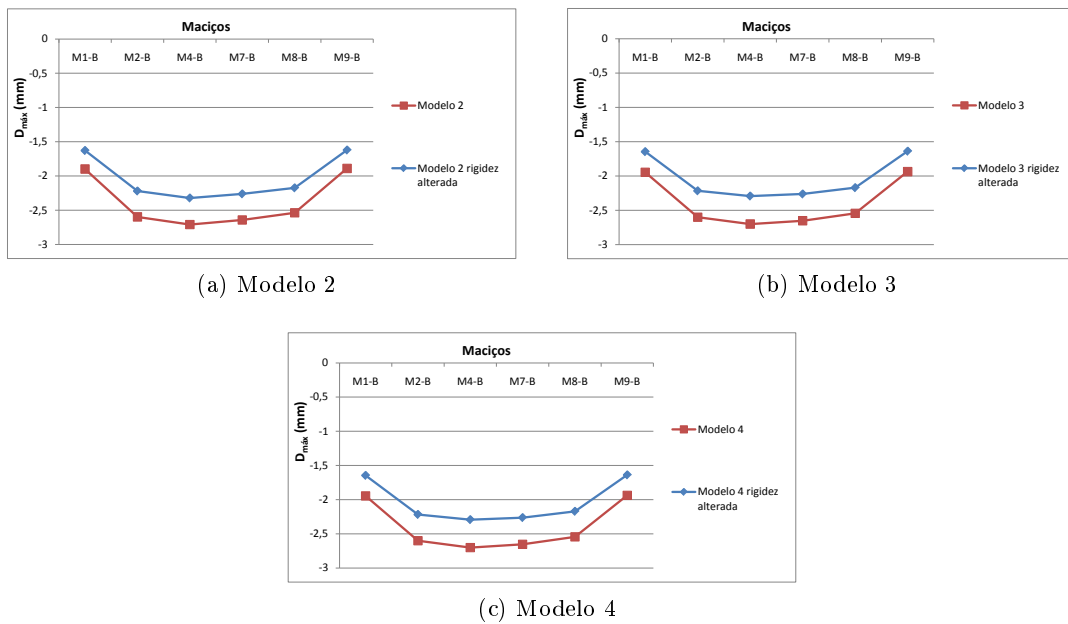 Maciços
0
M1-B M2-B M4-B M7-B M8-B M9-B
-0,5
-1
-1,5
-2
-2,5
-3
D máx (mm)
Modelo 2
Modelo 2 rigidez
alterada
(a) Modelo 2
Maciços
0
M1-B M2-B M4-B M7-B M8-B M9-B
-0,5
-1
-1,5
-2
-2,5
-3
D máx (mm)
Modelo 3
Modelo 3 rigidez
alterada
(b) Modelo 3
Maciços
0
M1-B M2-B M4-B M7-B M8-B M9-B
-0,5
-1
-1,5
-2
-2,5
-3
D máx (mm)
Modelo 4
Modelo 4 rigidez
alterada
(c) Modelo 4